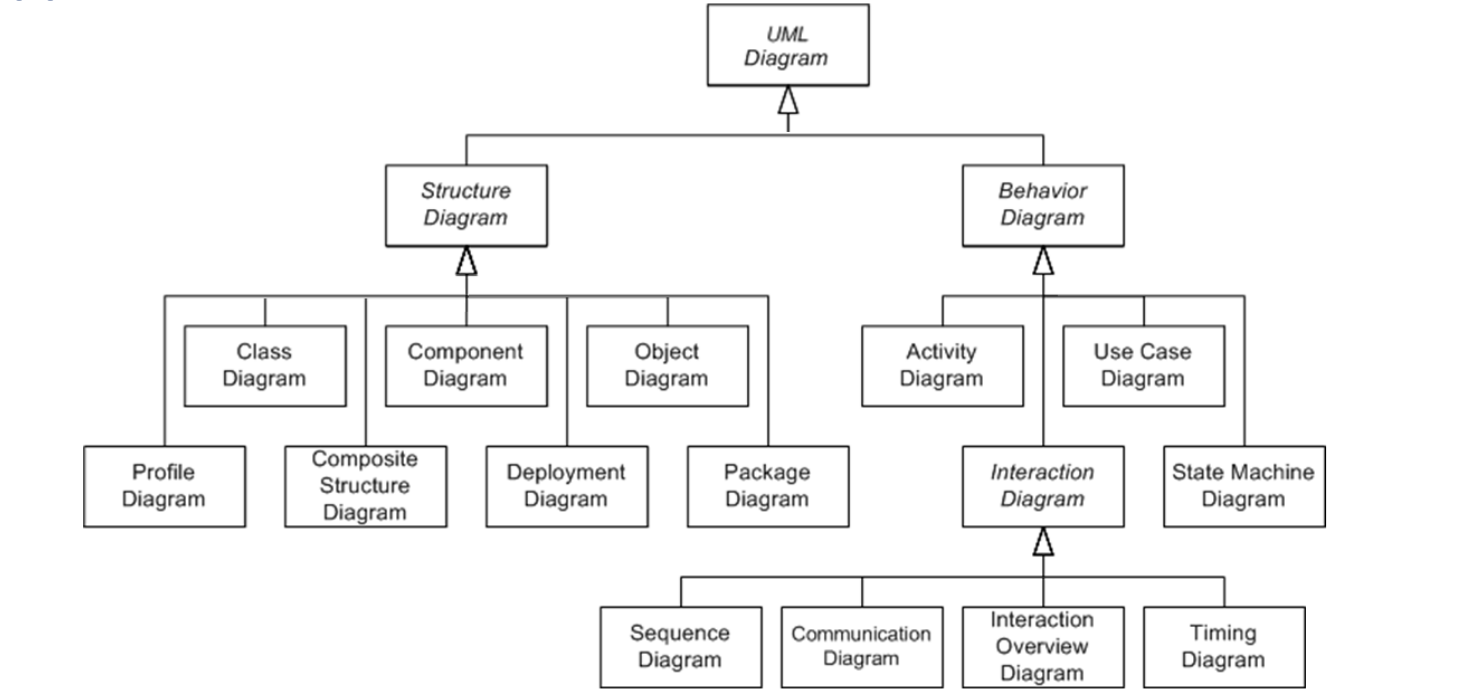 UML
Diagram
Structure
Diagram
Behavior
Diagram
Class
Diagram
Component
Diagram
Object
Diagram
Activity
Diagram
Use Case
Diagram
Profile
Diagram
Composite
Structure
Diagram
Deployment
Diagram
Package
Diagram
Interaction
Diagram
State Machine
Diagram
Sequence
Diagram
Communication
Diagram
Interaction
Overview
Diagram
Timing
Diagram